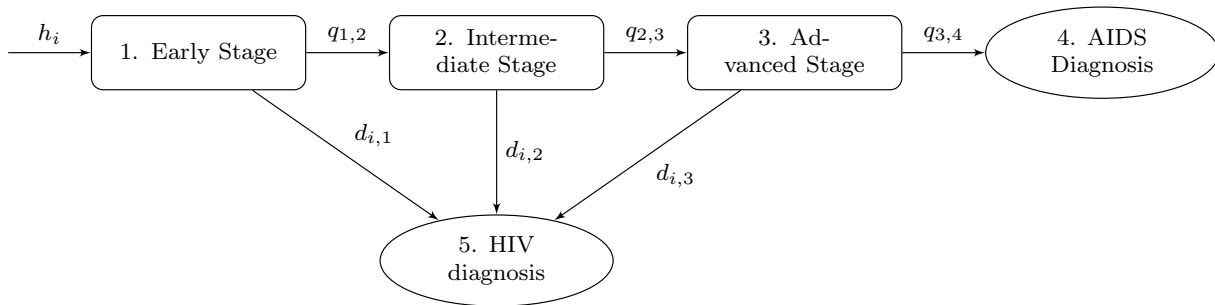 h_i
1. Early Stage
q_{1,2}
2. Interme-
diate Stage
q_{2,3}
3. Ad-
vanced Stage
q_{3,4}
4. AIDS
Diagnosis
d_{i,1}
d_{i,2}
d_{i,3}
5. HIV
diagnosis